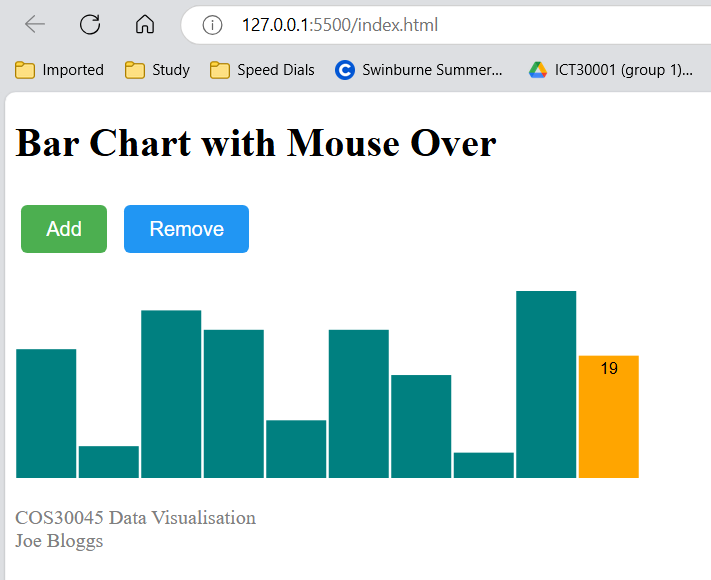 127.0.0.1:5500/index.html
Imported Study Speed Dials Swinburne Summer... ICT30001 (group 1)...
Bar Chart with Mouse Over
Add Remove
19
COS30045 Data Visualisation
Joe Bloggs